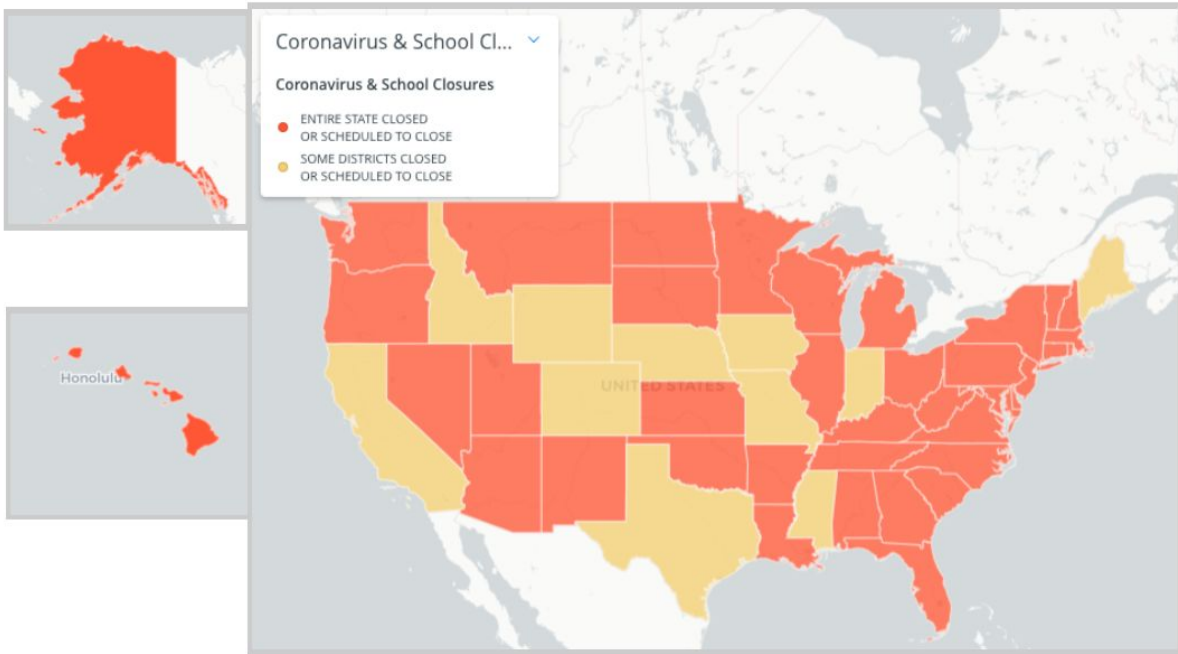 Coronavirus & School Cl...
Coronavirus & School Closures
ENTIRE STATE CLOSED
OR SCHEDULED TO CLOSE
SOME DISTRICTS CLOSED
OR SCHEDULED TO CLOSE
Honolulu
UNITED STATES